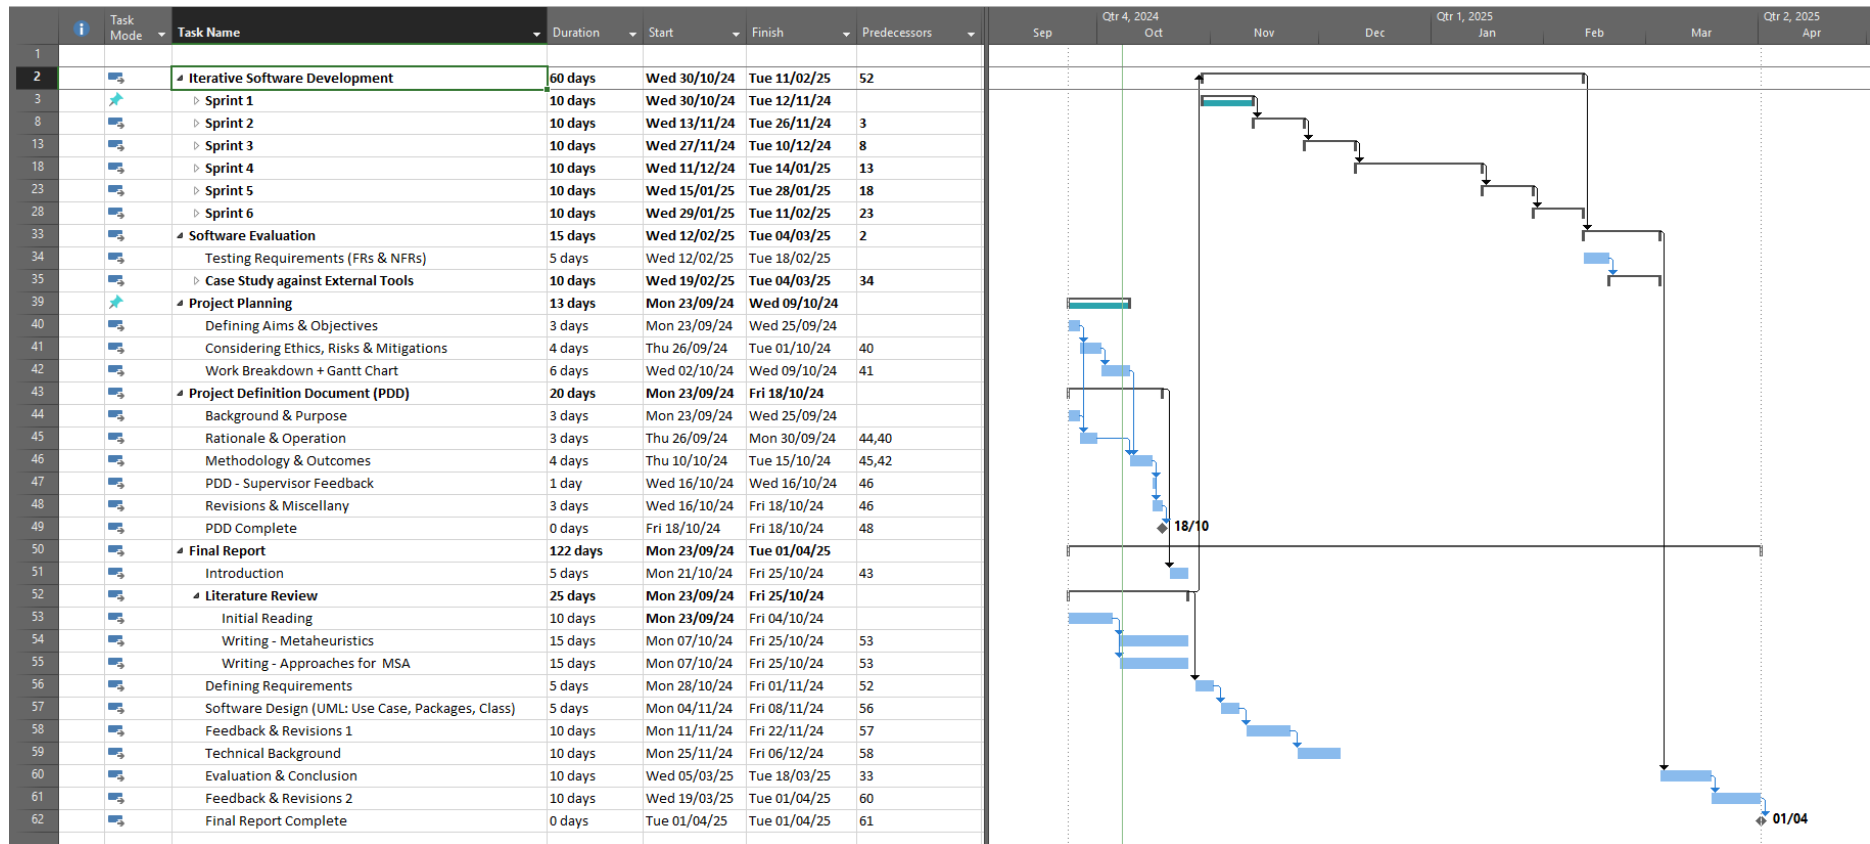 Qtr 4, 2024 Qtr 1, 2025 Qtr 2, 2025
Task Mode Task Name Duration Start Finish Predecessors Sep Oct Nov Dec Jan Feb Mar Apr
1
2 Iterative Software Development 60 days Wed 30/10/24 Tue 11/02/25 52
3 Sprint 1 10 days Wed 30/10/24 Tue 12/11/24
8 Sprint 2 10 days Wed 13/11/24 Tue 26/11/24 3
13 Sprint 3 10 days Wed 27/11/24 Tue 10/12/24 8
18 Sprint 4 10 days Wed 11/12/24 Tue 14/01/25 13
23 Sprint 5 10 days Wed 15/01/25 Tue 28/01/25 18
28 Sprint 6 10 days Wed 29/01/25 Tue 11/02/25 23
33 Software Evaluation 15 days Wed 12/02/25 Tue 04/03/25 2
34 Testing Requirements (FRs & NFRs) 5 days Wed 12/02/25 Tue 18/02/25
35 Case Study against External Tools 10 days Wed 19/02/25 Tue 04/03/25 34
39 Project Planning 13 days Mon 23/09/24 Wed 09/10/24
40 Defining Aims & Objectives 3 days Mon 23/09/24 Wed 25/09/24
41 Considering Ethics, Risks & Mitigations 4 days Thu 26/09/24 Tue 01/10/24 40
42 Work Breakdown + Gantt Chart 6 days Wed 02/10/24 Wed 09/10/24 41
43 Project Definition Document (PDD) 20 days Mon 23/09/24 Fri 18/10/24
44 Background & Purpose 3 days Mon 23/09/24 Wed 25/09/24
45 Rationale & Operation 3 days Thu 26/09/24 Mon 30/09/24 44,40
46 Methodology & Outcomes 4 days Thu 10/10/24 Tue 15/10/24 45,42
47 PDD - Supervisor Feedback 1 day Wed 16/10/24 Wed 16/10/24 46
48 Revisions & Miscellany 3 days Wed 16/10/24 Fri 18/10/24 46
49 PDD Complete 0 days Fri 18/10/24 Fri 18/10/24 48 18/10
50 Final Report 122 days Mon 23/09/24 Tue 01/04/25
51 Introduction 5 days Mon 21/10/24 Fri 25/10/24 43
52 Literature Review 25 days Mon 23/09/24 Fri 25/10/24
53 Initial Reading 10 days Mon 23/09/24 Fri 04/10/24
54 Writing - Metaheuristics 15 days Mon 07/10/24 Fri 25/10/24 53
55 Writing - Approaches for MSA 15 days Mon 07/10/24 Fri 25/10/24 53
56 Defining Requirements 5 days Mon 28/10/24 Fri 01/11/24 52
57 Software Design (UML: Use Case, Packages, Class) 5 days Mon 04/11/24 Fri 08/11/24 56
58 Feedback & Revisions 1 10 days Mon 11/11/24 Fri 22/11/24 57
59 Technical Background 10 days Mon 25/11/24 Fri 06/12/24 58
60 Evaluation & Conclusion 10 days Wed 05/03/25 Tue 18/03/25 33
61 Feedback & Revisions 2 10 days Wed 19/03/25 Tue 01/04/25 60
62 Final Report Complete 0 days Tue 01/04/25 Tue 01/04/25 61 01/04